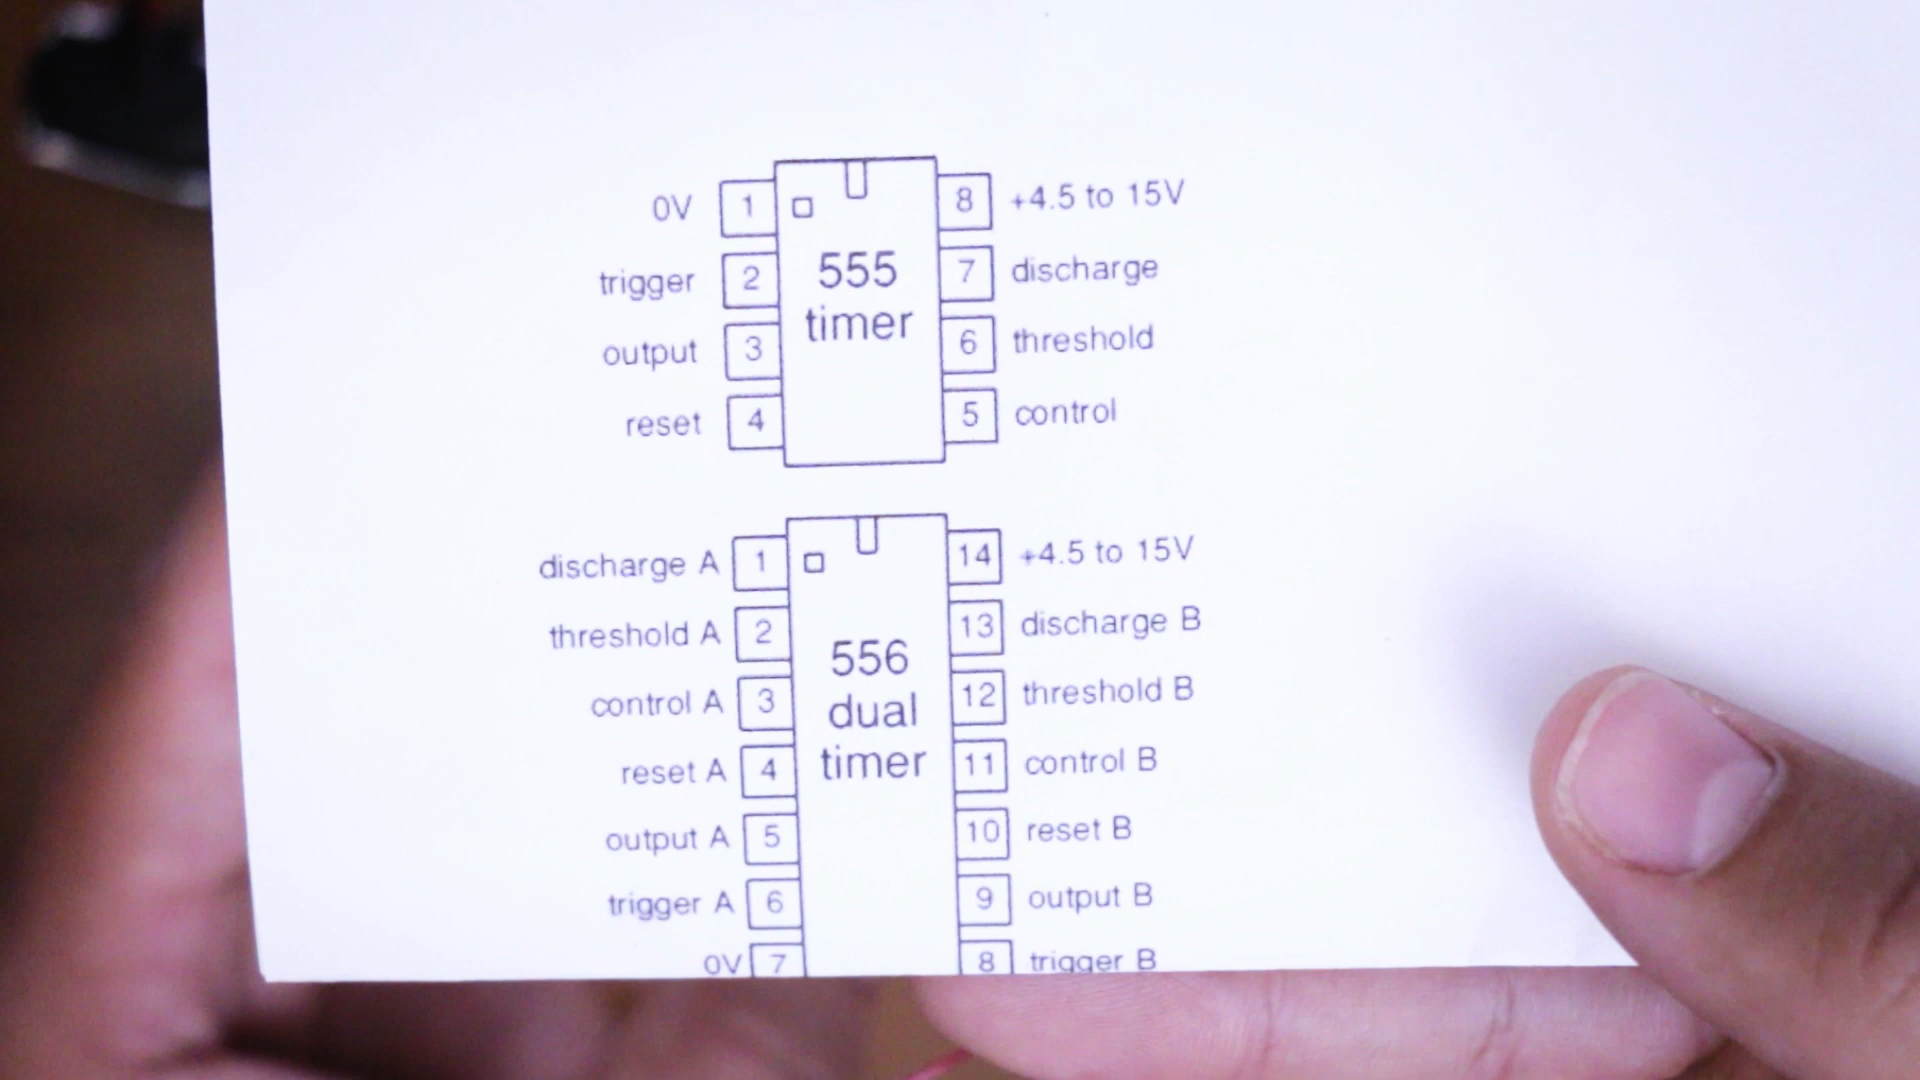 0V 1 8 +4.5 to 15V
trigger 2 555 7 discharge
output 3 timer 6 threshold
reset 4 5 control
discharge A 1 14 +4.5 to 15V
threshold A 2 556 13 discharge B
control A 3 dual 12 threshold B
reset A 4 timer 11 control B
output A 5 10 reset B
trigger A 6 9 output B
0V 7 8 trigger B